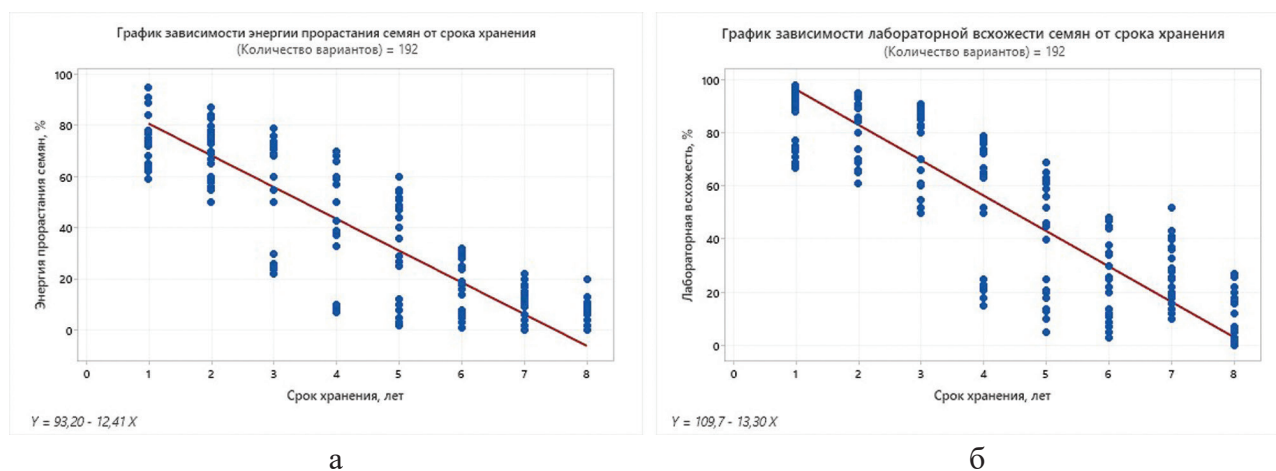 График зависимости энергии прорастания семян от срока хранения
(Количество вариантов) = 192
Энергия прорастания семян, %
100
80
60
40
20
0
0 1 2 3 4 5 6 7 8
Срок хранения, лет
Y = 93,20 - 12,41 X
а
График зависимости лабораторной всхожести семян от срока хранения
(Количество вариантов) = 192
Лабораторная всхожесть, %
100
80
60
40
20
0
0 1 2 3 4 5 6 7 8
Срок хранения, лет
Y = 109,7 - 13,30 X
б